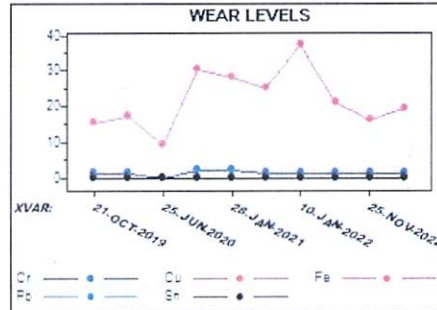 WEAR LEVELS
40
30
20
10
0
XVAR:
21-OCT-2019
25-JUN-2020
28-JAN-2021
10-JAN-2022
25-NOV-2022
Cr Cu Fe
Pb Sn